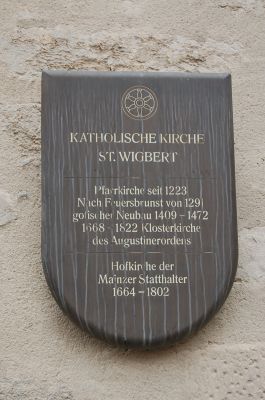 KATHOLISCHE KIRCHE
ST. WIGBERT
Pfarrkirche seit 1223
Nach Feuersbrunst von 1291
gotischer Neubau 1409 - 1472
1668 - 1822 Klosterkirche
des Augustinerordens
Hofkirche der
Mainzer Statthalter
1664 - 1802